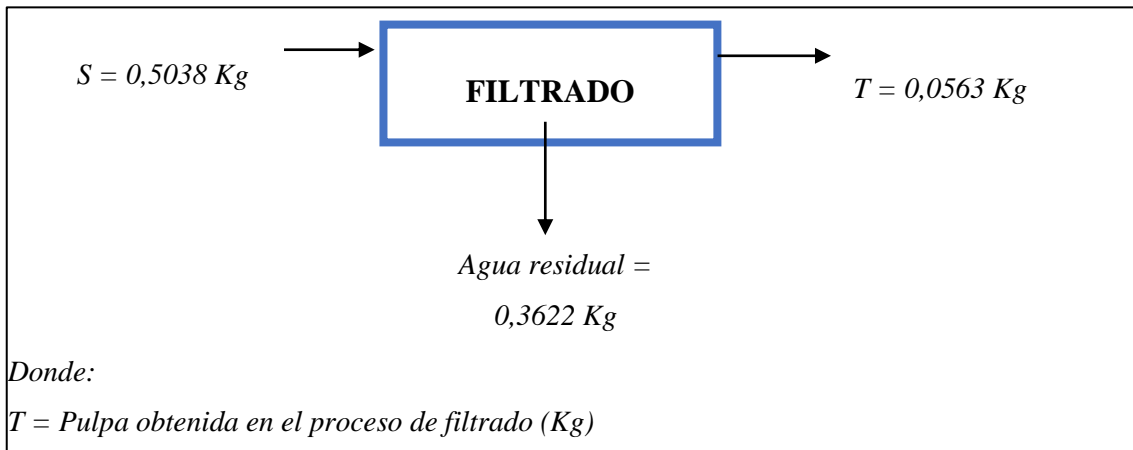 S = 0,5038 Kg
FILTRADO
T = 0,0563 Kg
Agua residual =
0,3622 Kg
Donde:
T = Pulpa obtenida en el proceso de filtrado (Kg)